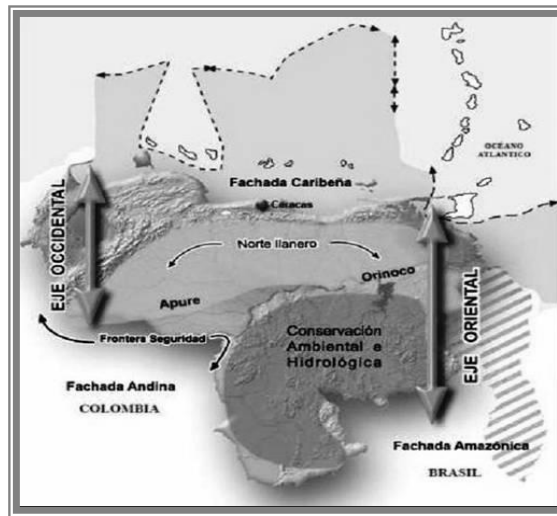 OCEANO
ATLANTICO
Fachada Caribeña
Caracas
EJE OCCIDENTAL
Norte llanero
Orinoco
Apure
EJE ORIENTAL
Frontera Seguridad
Conservación
Ambiental e
Hidrológica
Fachada Andina
COLOMBIA
Fachada Amazónica
BRASIL